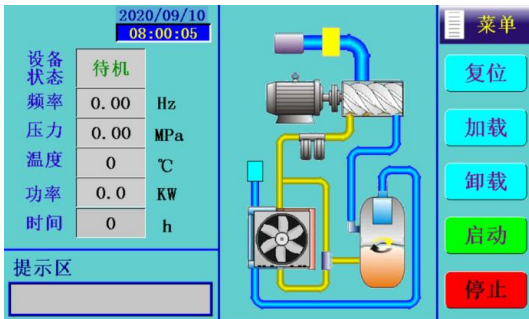 2020/09/10
08:00:05
设备
状态
待机
频率 0.00 Hz
压力 0.00 MPa
温度 0 ℃
功率 0.0 KW
时间 0 h
提示区
菜单
复位
加载
卸载
启动
停止